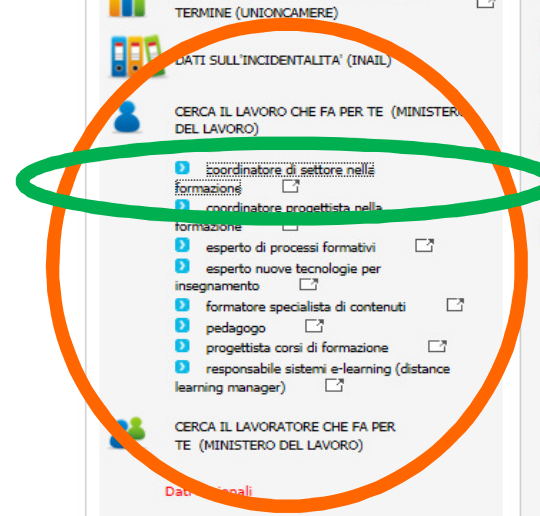 TERMINE (UNIONCAMERE)
DATI SULL'INCIDENTALITA' (INAIL)
CERCA IL LAVORO CHE FA PER TE (MINISTERO
DEL LAVORO)
coordinatore di settore nella
formazione
coordinatore progettista nella
formazione
esperto di processi formativi
esperto nuove tecnologie per
insegnamento
formatore specialista di contenuti
pedagogo
progettista corsi di formazione
responsabile sistemi e-learning (distance
learning manager)
CERCA IL LAVORATORE CHE FA PER
TE (MINISTERO DEL LAVORO)
Dati